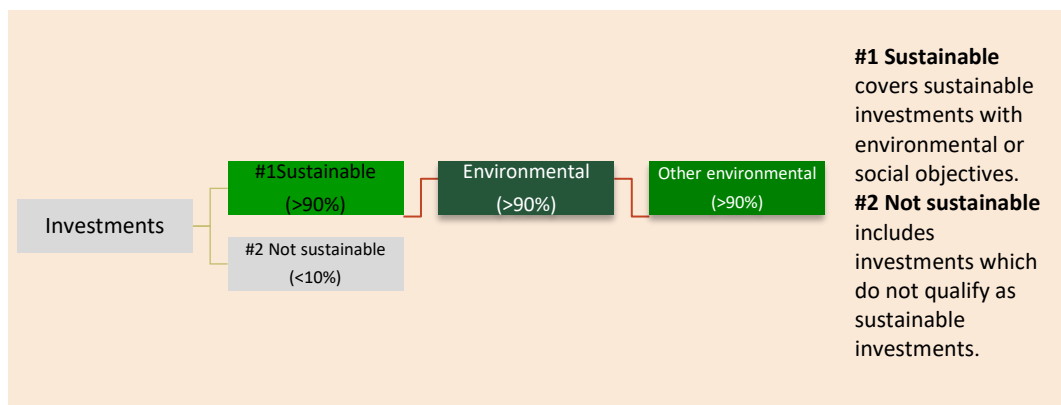 Investments
#1Sustainable
(>90%)
#2 Not sustainable
(<10%)
Environmental
(>90%)
Other environmental
(>90%)
#1 Sustainable
covers sustainable
investments with
environmental or
social objectives.
#2 Not sustainable
includes
investments which
do not qualify as
sustainable
investments.